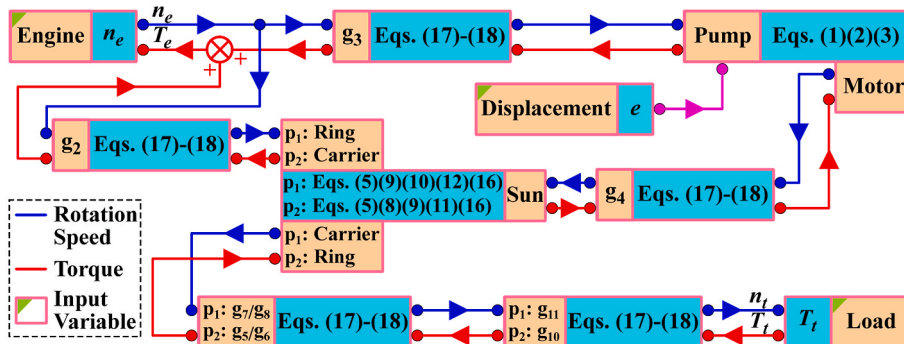 Engine n_e n_e T_e g_3 Eqs. (17)-(18) Pump Eqs. (1)(2)(3)
+ +
Motor
Displacement e
g_2 Eqs. (17)-(18)
p_1: Ring
p_2: Carrier
p_1: Eqs. (5)(9)(10)(12)(16)
p_2: Eqs. (5)(8)(9)(11)(16)
Sun
g_4 Eqs. (17)-(18)
p_1: Carrier
p_2: Ring
Rotation
Speed
Torque
Input
Variable
p_1: g_7/g_8
p_2: g_5/g_6
Eqs. (17)-(18)
p_1: g_11
p_2: g_10
Eqs. (17)-(18)
n_t
T_t
T_t Load